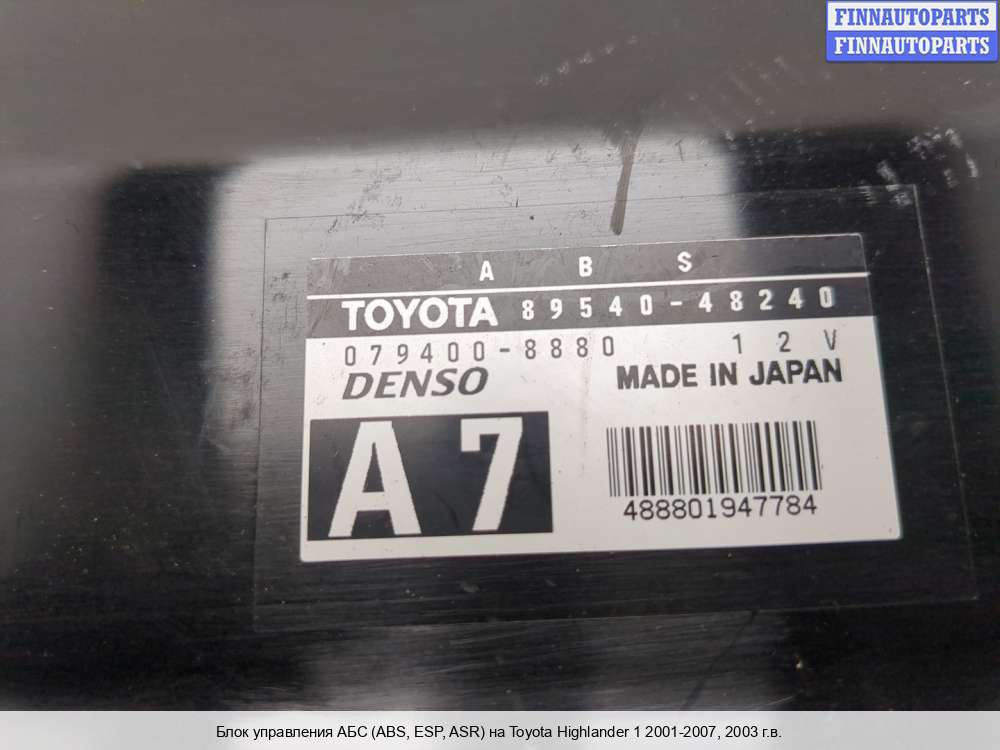 FINNAUTOPARTS
FINNAUTOPARTS
A B S
TOYOTA 89540-48240
079400-8880 12V
DENSO MADE IN JAPAN
A7
488801947784
Блок управления АБС (ABS, ESP, ASR) на Toyota Highlander 1 2001-2007, 2003 г.в.